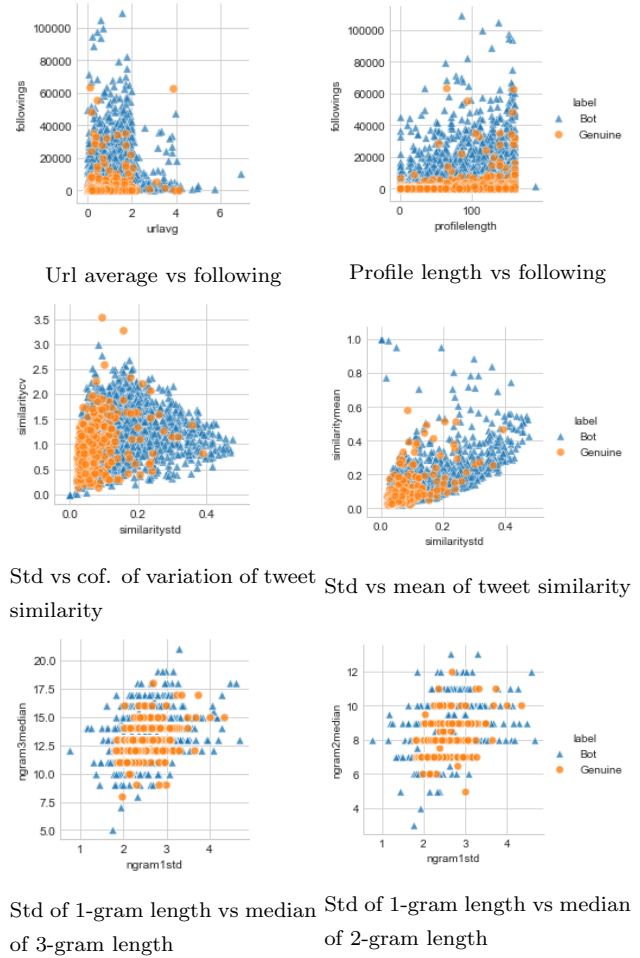 100000
80000
60000
40000
20000
0
followings
0 2 4 6
urlavg
100000
80000
60000
40000
20000
0
followings
0 100
profilelength
label
Bot
Genuine
Url average vs following
Profile length vs following
3.5
3.0
2.5
2.0
1.5
1.0
0.5
0.0
similaritycv
0.0 0.2 0.4
similaritystd
1.0
0.8
0.6
0.4
0.2
0.0
similaritymean
0.0 0.2 0.4
similaritystd
label
Bot
Genuine
Std vs cof. of variation of tweet
similarity
Std vs mean of tweet similarity
20.0
17.5
15.0
12.5
10.0
7.5
5.0
ngram3median
1 2 3 4
ngram1std
12
10
8
6
4
ngram2median
1 2 3 4
ngram1std
label
Bot
Genuine
Std of 1-gram length vs median
of 3-gram length
Std of 1-gram length vs median
of 2-gram length